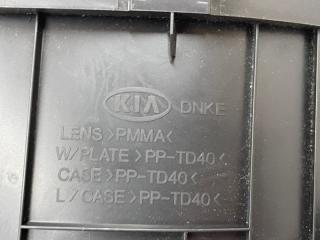 KIA DNKE
LENS >PMMA<
W/PLATE >PP-TD40<
CASE >PP-TD40<
L/CASE >PP-TD40<